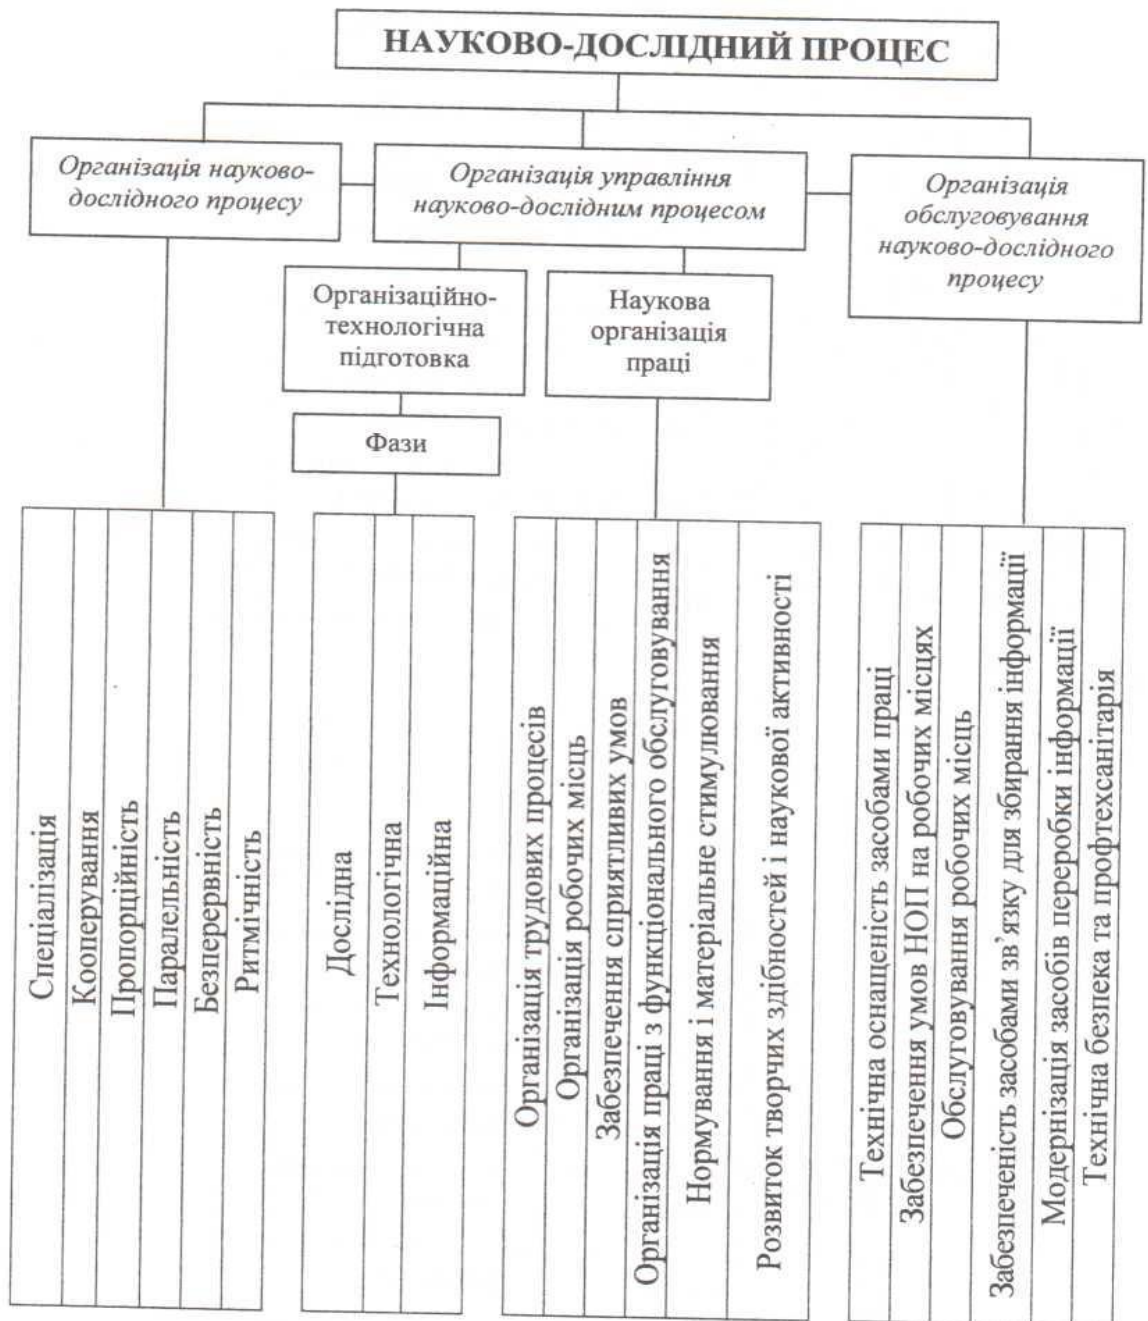 НАУКОВО-ДОСЛІДНИЙ ПРОЦЕС
Організація науково-
дослідного процесу
Організація управління
науково-дослідним процесом
Організація
обслуговування
науково-дослідного
процесу
Організаційно-
технологічна
підготовка
Наукова
організація
праці
Фази
Спеціалізація
Кооперування
Пропорційність
Паралельність
Безперервність
Ритмічність
Дослідна
Технологічна
Інформаційна
Організація трудових процесів
Організація робочих місць
Забезпечення сприятливих умов
Організація праці з функціонального обслуговування
Нормування і матеріальне стимулювання
Розвиток творчих здібностей і наукової активності
Технічна оснащеність засобами праці
Забезпечення умов НОП на робочих місцях
Обслуговування робочих місць
Забезпеченість засобами зв’язку для збирання інформації
Модернізація засобів переробки інформації
Технічна безпека та профтехсанітарія